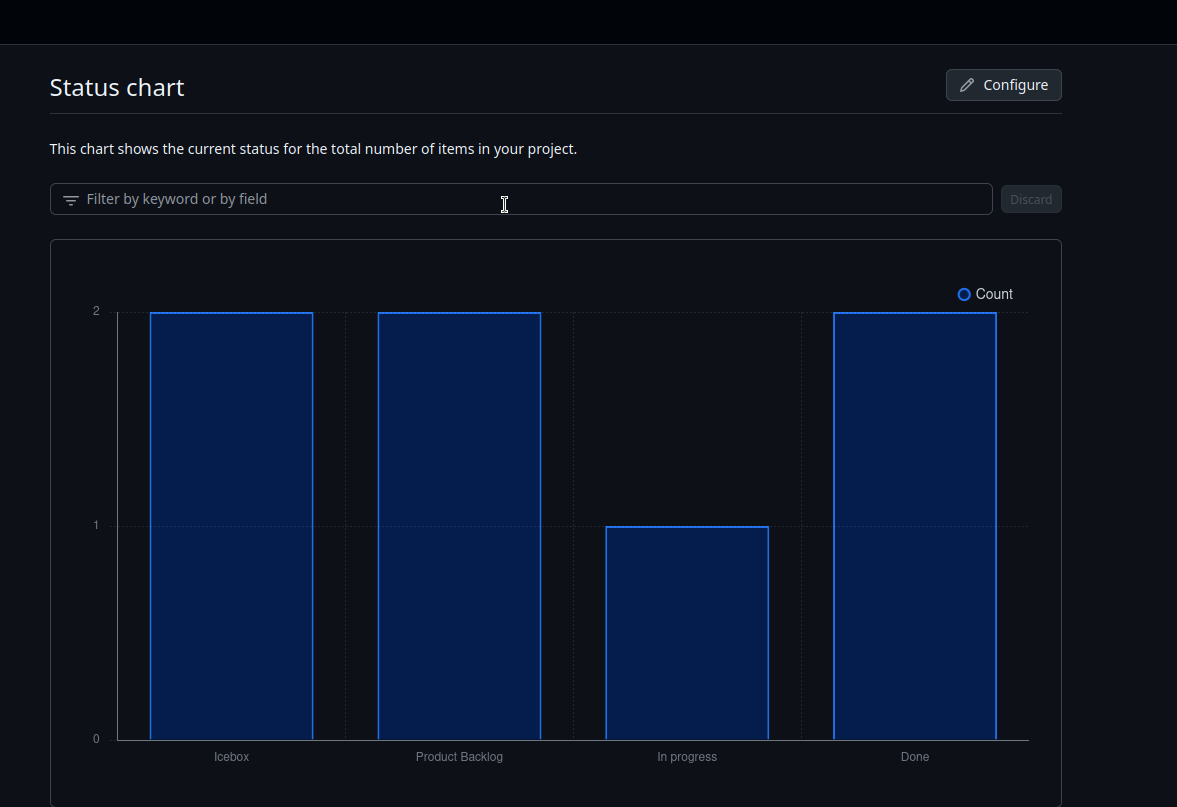 Status chart
Configure
This chart shows the current status for the total number of items in your project.
Filter by keyword or by field
Discard
Count
2
1
0
Icebox
Product Backlog
In progress
Done